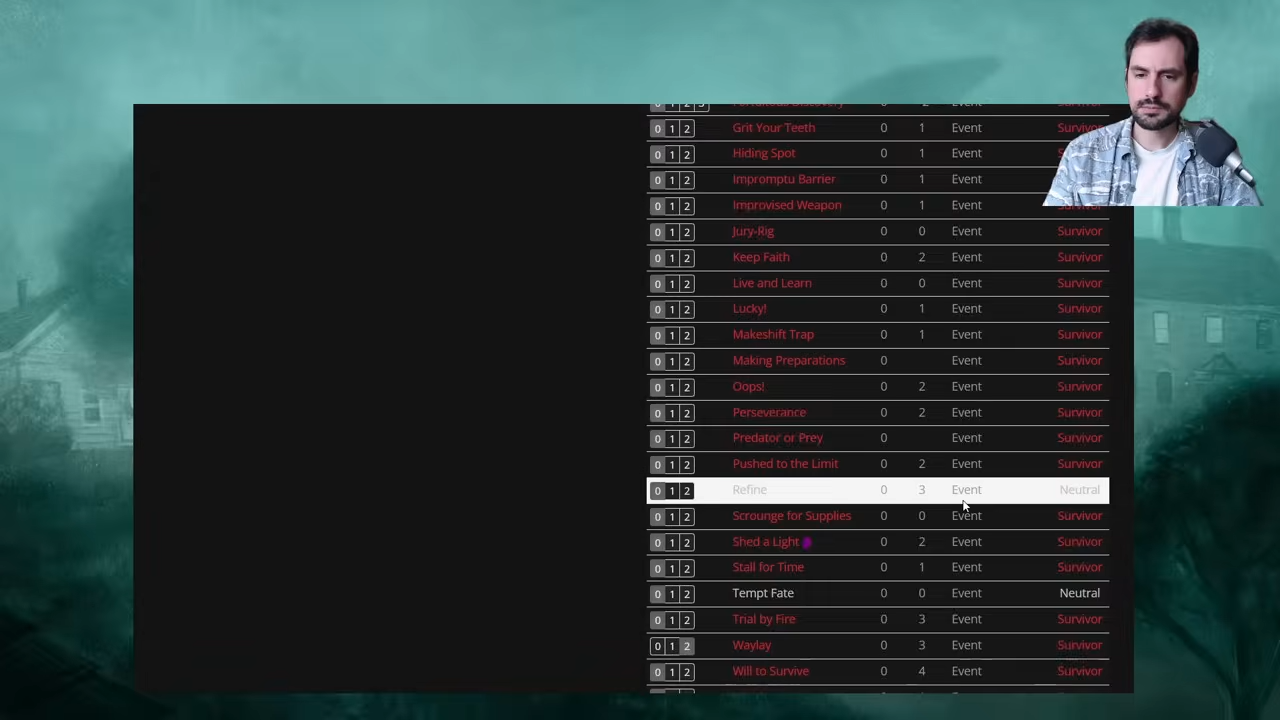 0 1 2 3 Fortuitous Discovery 0 2 Event
0 1 2 Grit Your Teeth 0 1 Event Survivor
0 1 2 Hiding Spot 0 1 Event
0 1 2 Impromptu Barrier 0 1 Event
0 1 2 Improvised Weapon 0 1 Event
0 1 2 Jury-Rig 0 0 Event Survivor
0 1 2 Keep Faith 0 2 Event Survivor
0 1 2 Live and Learn 0 0 Event Survivor
0 1 2 Lucky! 0 1 Event Survivor
0 1 2 Makeshift Trap 0 1 Event Survivor
0 1 2 Making Preparations 0 Event Survivor
0 1 2 Oops! 0 2 Event Survivor
0 1 2 Perseverance 0 2 Event Survivor
0 1 2 Predator or Prey 0 Event Survivor
0 1 2 Pushed to the Limit 0 2 Event Survivor
0 1 2 Refine 0 3 Event Neutral
0 1 2 Scrounge for Supplies 0 0 Event Survivor
0 1 2 Shed a Light 0 2 Event Survivor
0 1 2 Stall for Time 0 1 Event Survivor
0 1 2 Tempt Fate 0 0 Event Neutral
0 1 2 Trial by Fire 0 3 Event Survivor
0 1 2 Waylay 0 3 Event Survivor
0 1 2 Will to Survive 0 4 Event Survivor